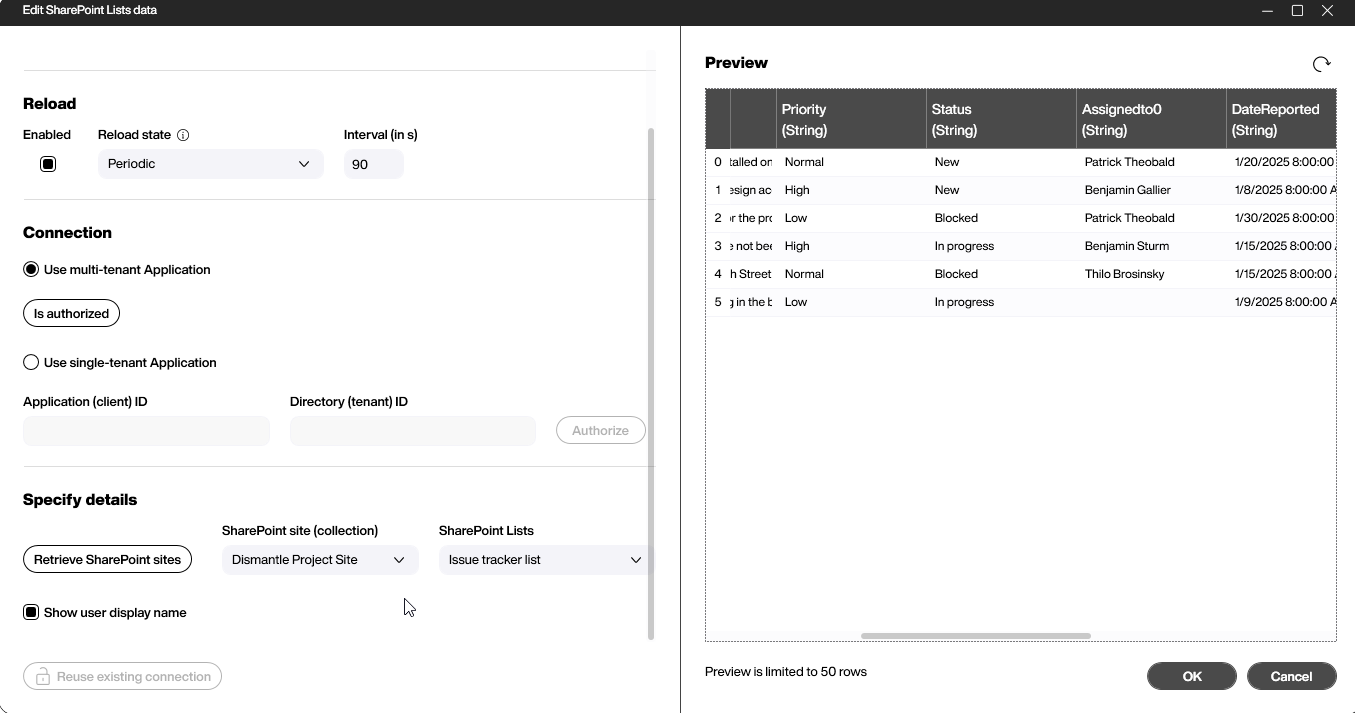 Edit SharePoint Lists data
Reload
Enabled Reload state Interval (in s)
Periodic 90
Connection
Use multi-tenant Application
Is authorized
Use single-tenant Application
Application (client) ID Directory (tenant) ID
Authorize
Specify details
SharePoint site (collection) SharePoint Lists
Retrieve SharePoint sites Dismantle Project Site Issue tracker list
Show user display name
Reuse existing connection
Preview
Priority Status Assignedto0 DateReported
(String) (String) (String) (String)
0 talled on Normal New Patrick Theobald 1/20/2025 8:00:00
1 esign ac High New Benjamin Gallier 1/8/2025 8:00:00 A
2 or the pro Low Blocked Patrick Theobald 1/30/2025 8:00:00
3 e not bee High In progress Benjamin Sturm 1/15/2025 8:00:00
4 h Street Normal Blocked Thilo Brosinsky 1/15/2025 8:00:00
5 g in the b Low In progress 1/9/2025 8:00:00 A
Preview is limited to 50 rows
OK Cancel